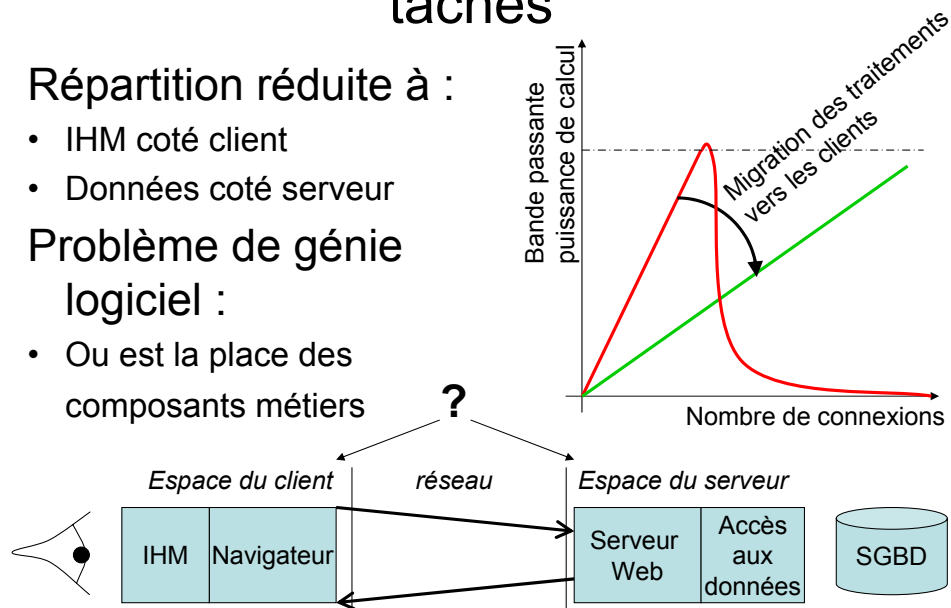 tâches
Répartition réduite à :
• IHM coté client
• Données coté serveur
Problème de génie
logiciel :
• Ou est la place des
composants métiers
?
Bande passante
puissance de calcul
Migration des traitements
vers les clients
Nombre de connexions
Espace du client
réseau
Espace du serveur
IHM
Navigateur
Serveur
Web
Accès
aux
données
SGBD